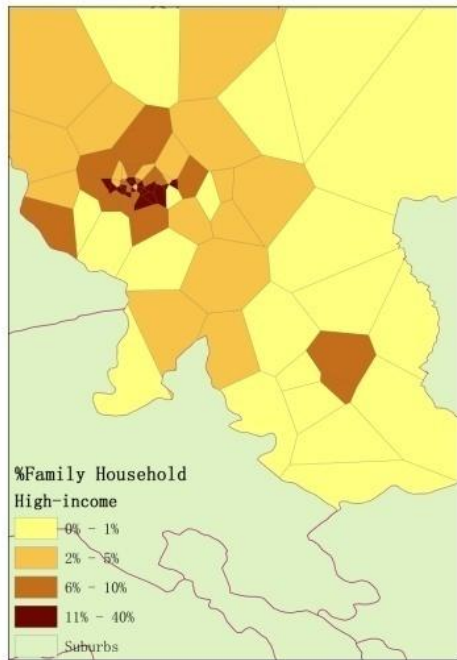 %Family Household
High-income
0% - 1%
2% - 5%
6% - 10%
11% - 40%
Suburbs